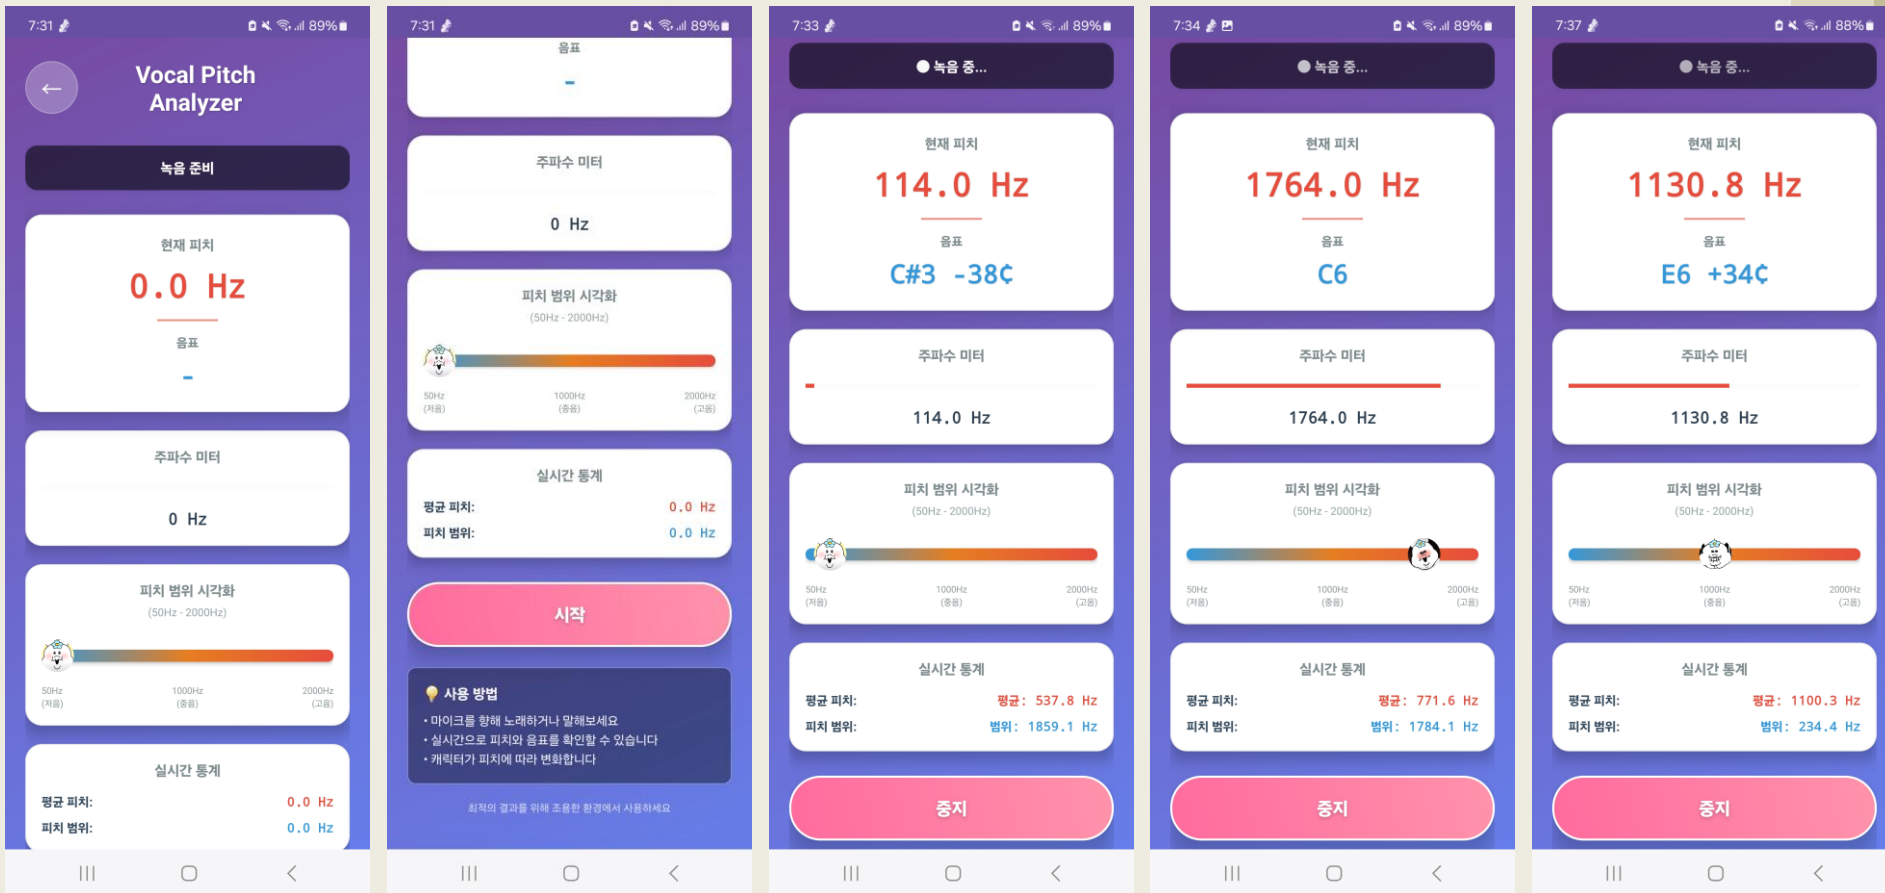 7:31
89%
Vocal Pitch
Analyzer
←
녹음 준비
현재 피치
0.0 Hz
음표
-
주파수 미터
0 Hz
피치 범위 시각화
(50Hz - 2000Hz)
50Hz
1000Hz
2000Hz
(저음)
(중음)
(고음)
실시간 통계
평균 피치:
0.0 Hz
피치 범위:
0.0 Hz
7:31
89%
음표
-
주파수 미터
0 Hz
피치 범위 시각화
(50Hz - 2000Hz)
50Hz
1000Hz
2000Hz
(저음)
(중음)
(고음)
실시간 통계
평균 피치:
0.0 Hz
피치 범위:
0.0 Hz
시작
사용 방법
• 마이크를 향해 노래하거나 말해보세요
• 실시간으로 피치와 음표를 확인할 수 있습니다
• 캐릭터가 피치에 따라 변화합니다
최적의 결과를 위해 조용한 환경에서 사용하세요
7:33
89%
녹음 중...
현재 피치
114.0 Hz
음표
C#3 -38¢
주파수 미터
114.0 Hz
피치 범위 시각화
(50Hz - 2000Hz)
50Hz
1000Hz
2000Hz
(저음)
(중음)
(고음)
실시간 통계
평균 피치:
평균: 537.8 Hz
피치 범위:
범위: 1859.1 Hz
중지
7:34
89%
녹음 중...
현재 피치
1764.0 Hz
음표
C6
주파수 미터
1764.0 Hz
피치 범위 시각화
(50Hz - 2000Hz)
50Hz
1000Hz
2000Hz
(저음)
(중음)
(고음)
실시간 통계
평균 피치:
평균: 771.6 Hz
피치 범위:
범위: 1784.1 Hz
중지
7:37
88%
녹음 중...
현재 피치
1130.8 Hz
음표
E6 +34¢
주파수 미터
1130.8 Hz
피치 범위 시각화
(50Hz - 2000Hz)
50Hz
1000Hz
2000Hz
(저음)
(중음)
(고음)
실시간 통계
평균 피치:
평균: 1100.3 Hz
피치 범위:
범위: 234.4 Hz
중지